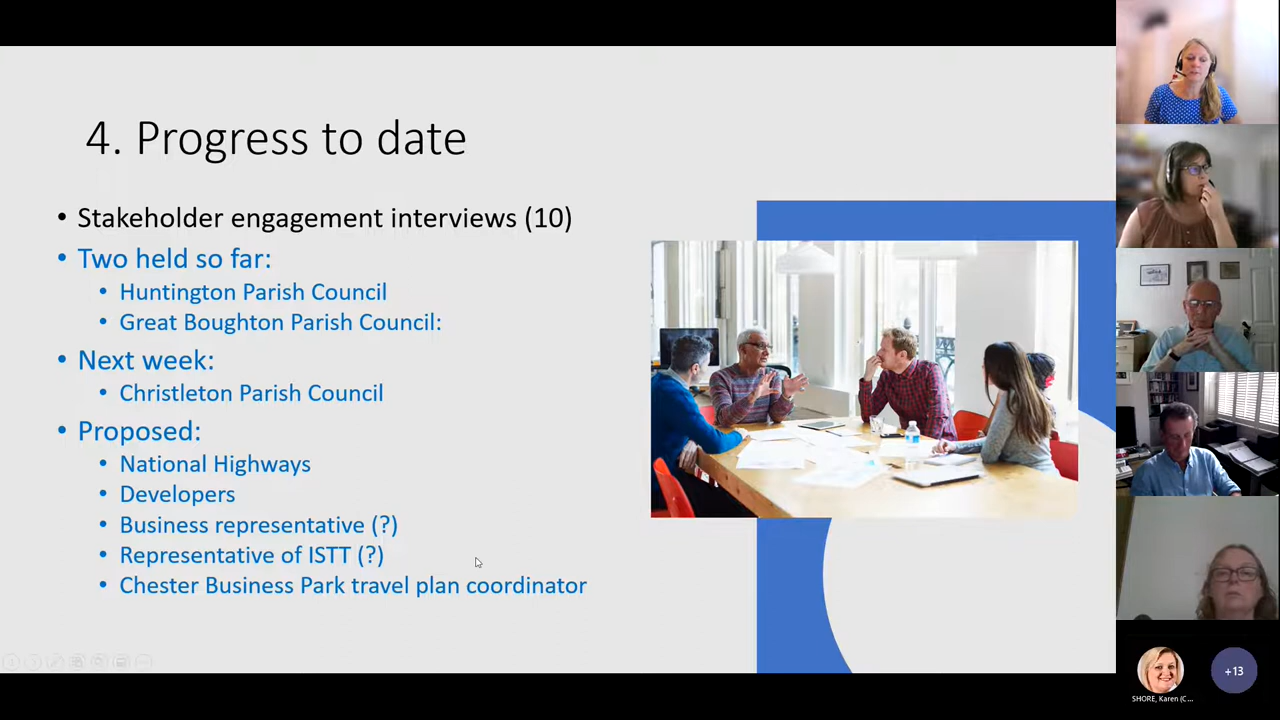 4. Progress to date
• Stakeholder engagement interviews (10)
• Two held so far:
• Huntington Parish Council
• Great Boughton Parish Council:
• Next week:
• Christleton Parish Council
• Proposed:
• National Highways
• Developers
• Business representative (?)
• Representative of ISTT (?)
• Chester Business Park travel plan coordinator
SHORE, Karen (C...
+13